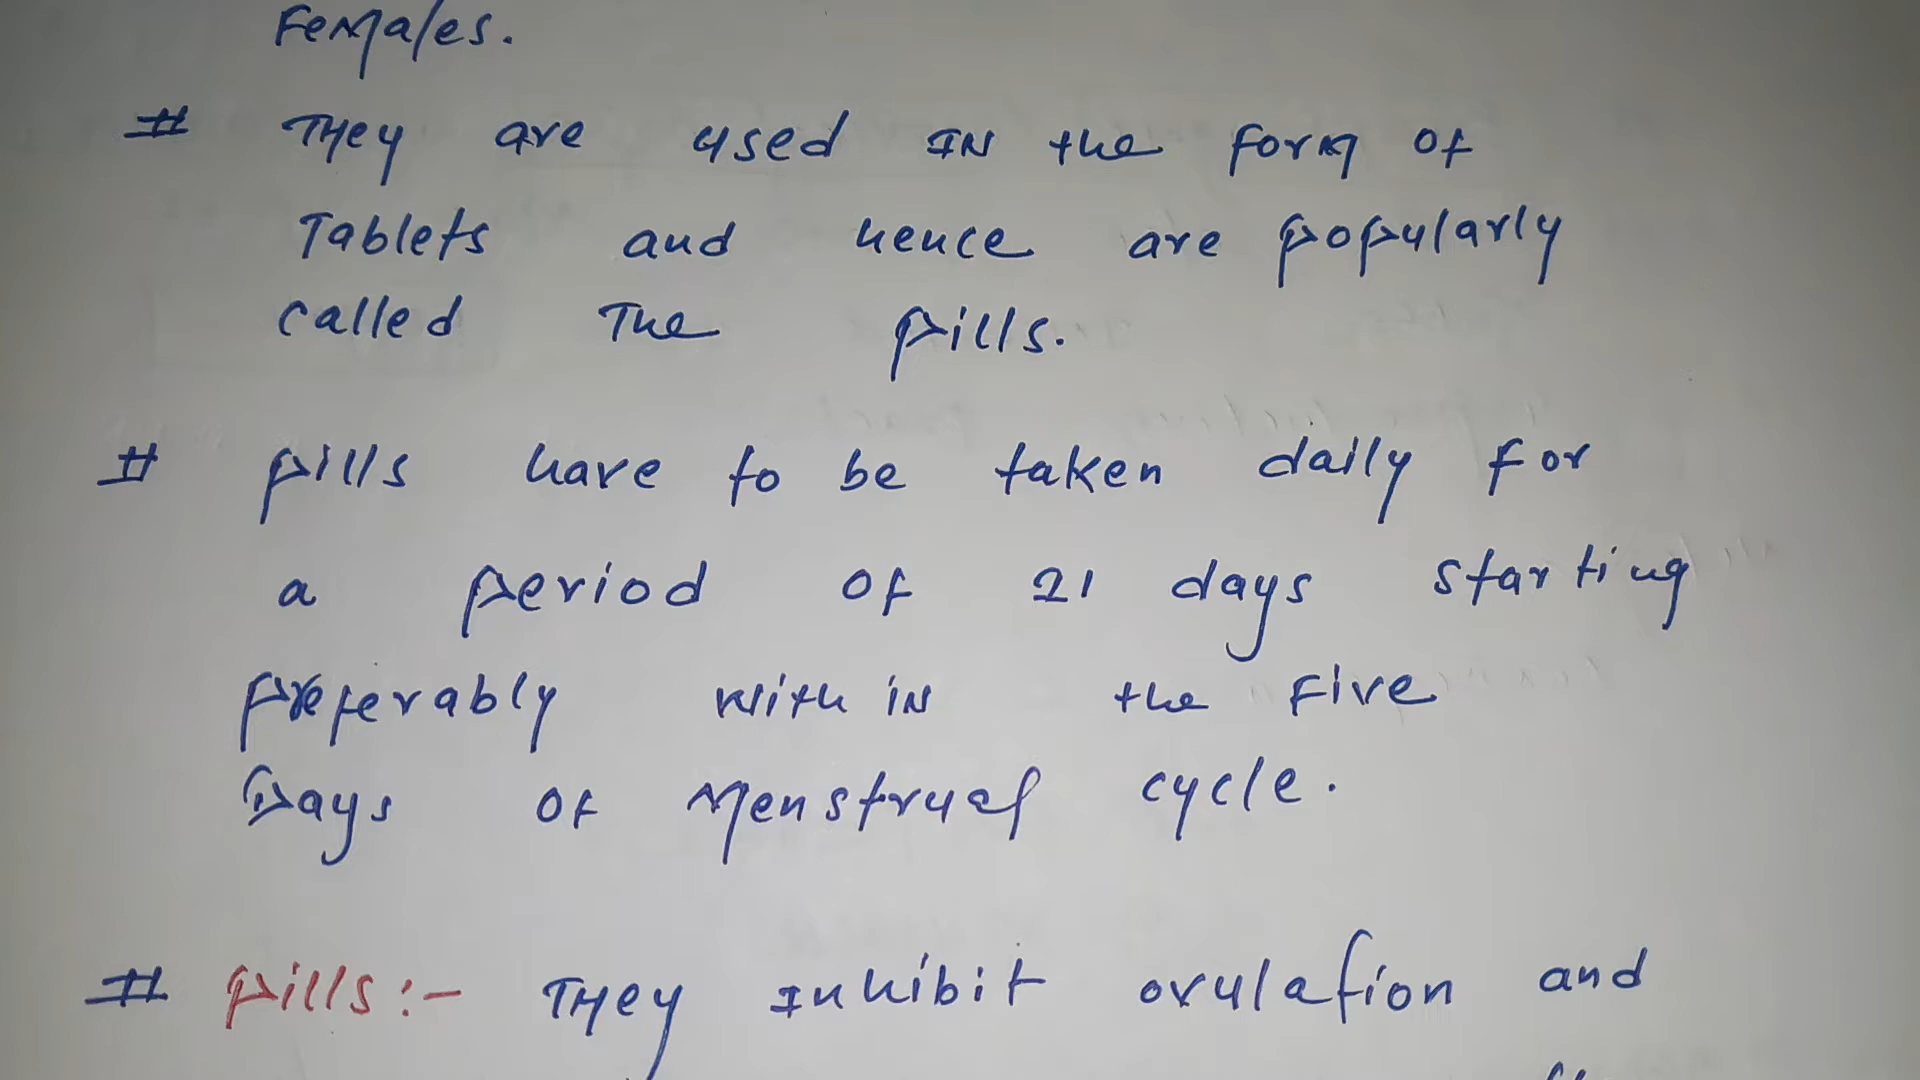 Females.
# They are used IN the form of
Tablets and hence are popularly
called The pills.
# pills have to be taken daily for
a period of 21 days starting
preferably with in the Five
Days of Menstrual cycle.
# pills:- They Inhibit ovulation and